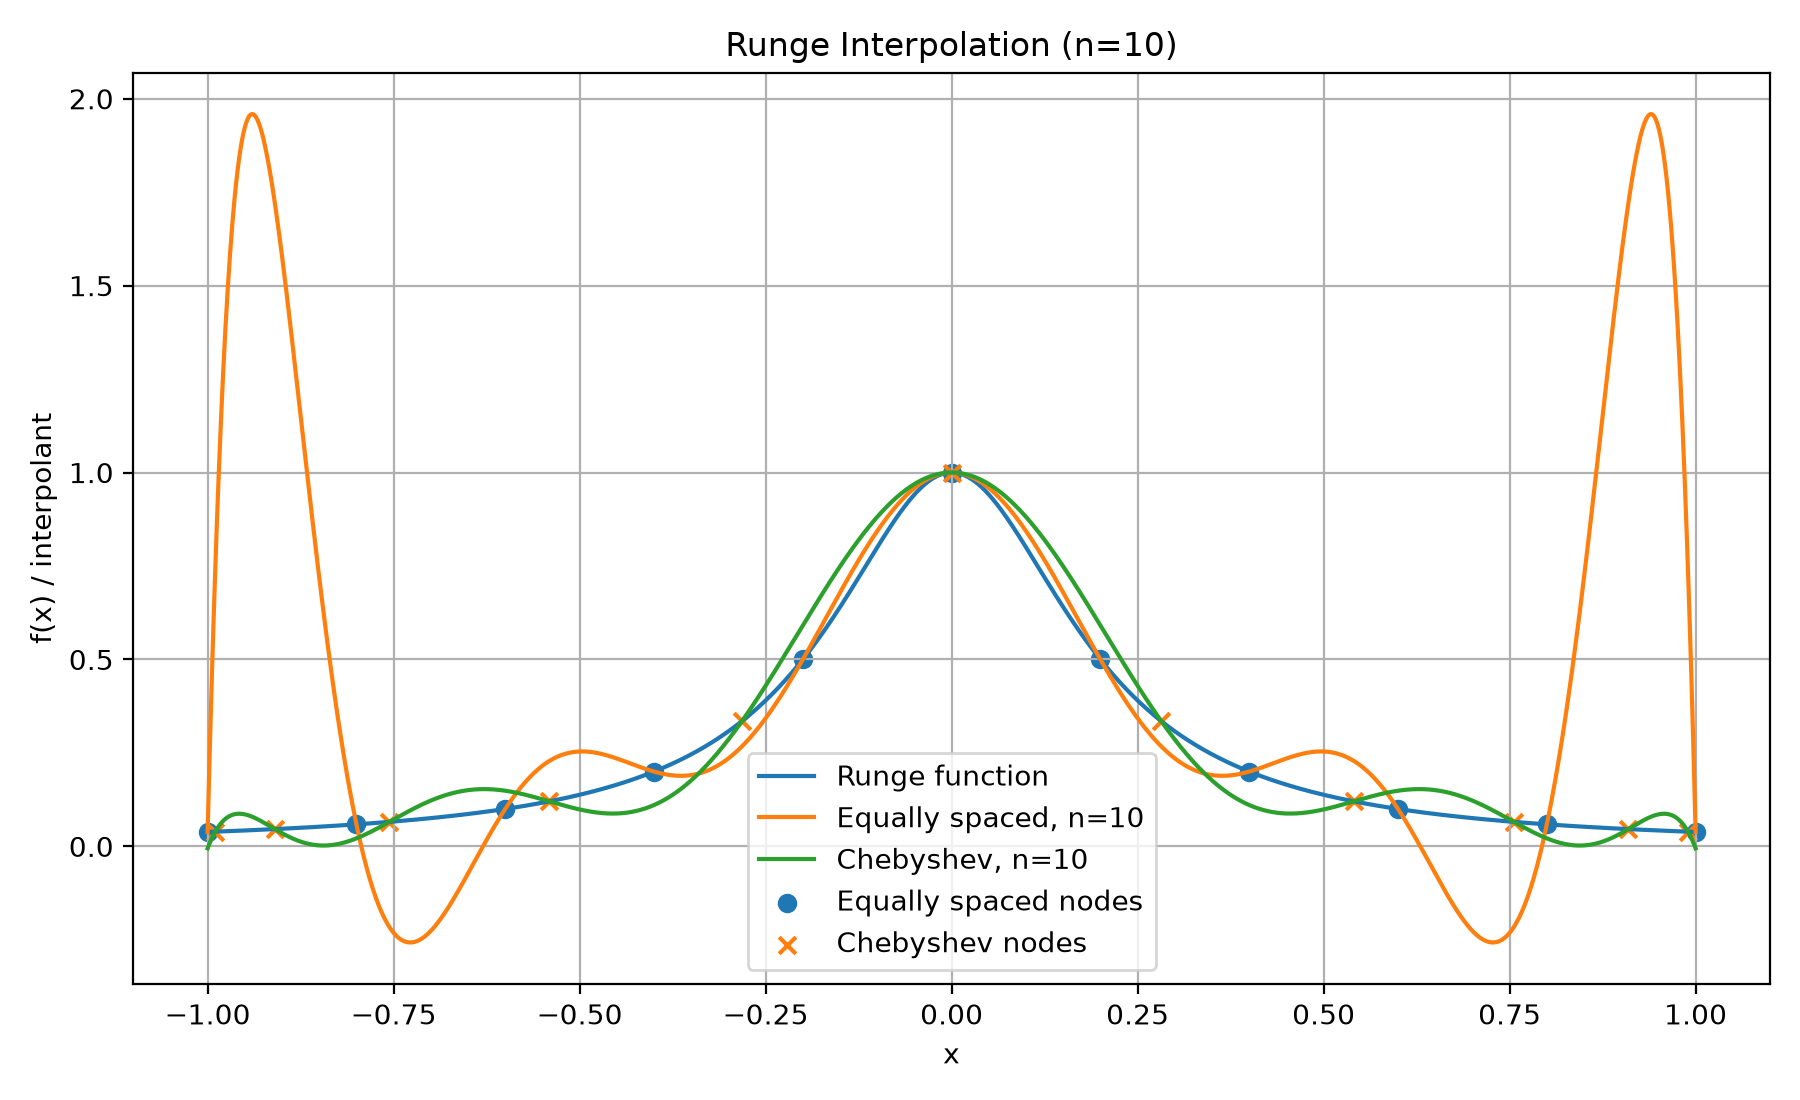 Runge Interpolation (n=10)
2.0
1.5
1.0
0.5
0.0
f(x) / interpolant
Runge function
Equally spaced, n=10
Chebyshev, n=10
Equally spaced nodes
Chebyshev nodes
−1.00 −0.75 −0.50 −0.25 0.00 0.25 0.50 0.75 1.00
x